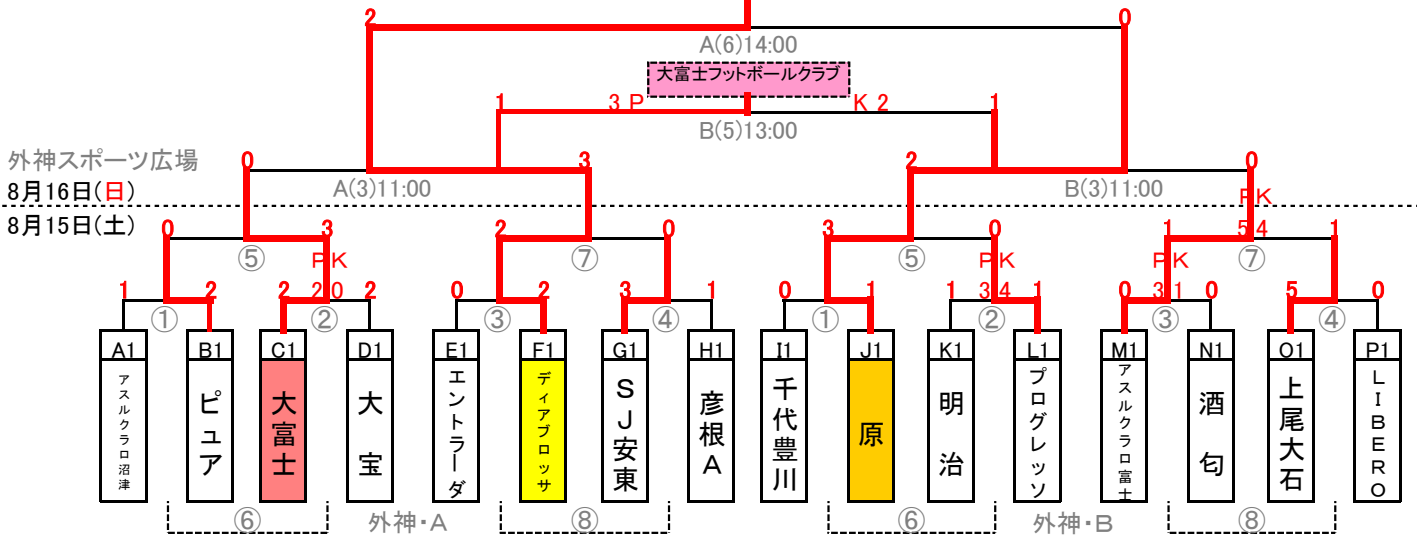 2 0
A(6)14:00
大富士フットボールクラブ
1 3 P K 2 1
B(5)13:00
外神スポーツ広場
0 3 2 0
8月16日(日) A(3)11:00 B(3)11:00
PK
8月15日(土)
0 3 2 0 3 0 1 5 4 1
⑤ PK ⑦ ⑤ PK PK ⑦
1 2 2 2 0 2 0 2 3 1 0 1 1 3 4 1 0 3 1 0 5 0
① ② ③ ④ ① ② ③ ④
A1 B1 C1 D1 E1 F1 G1 H1 I1 J1 K1 L1 M1 N1 O1 P1
アスルクラロ沼津
ピュア
大富士
大宝
エントラーダ
ディアブロッサ
SJ安東
彦根A
千代豊川
原
明治
プログレッソ
アスルクラロ富士
酒匂
上尾大石
LIBERO
⑥ 外神・A ⑧ ⑥ 外神・B ⑧